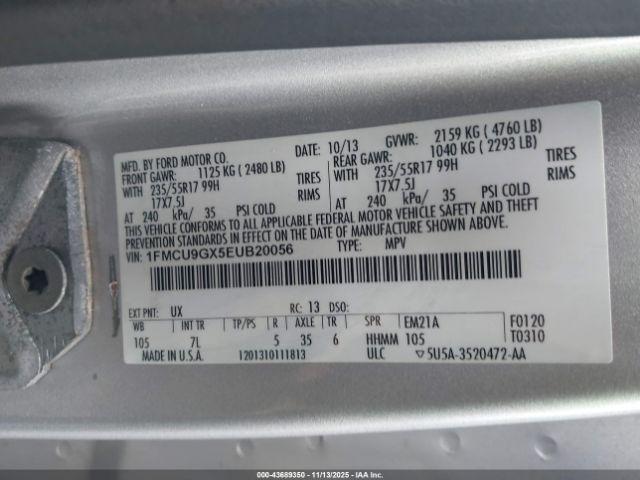 MFD. BY FORD MOTOR CO. DATE: 10/13 GVWR: 2159 KG ( 4760 LB)
FRONT GAWR: 1125 KG ( 2480 LB) REAR GAWR: 1040 KG ( 2293 LB)
WITH 235/55R17 99H TIRES WITH 235/55R17 99H TIRES
17X7.5J RIMS 17X7.5J RIMS
AT 240 kPa/ 35 PSI COLD AT 240 kPa/ 35 PSI COLD
THIS VEHICLE CONFORMS TO ALL APPLICABLE FEDERAL MOTOR VEHICLE SAFETY AND THEFT
PREVENTION STANDARDS IN EFFECT ON THE DATE OF MANUFACTURE SHOWN ABOVE.
VIN: 1FMCU9GX5EUB20056 TYPE: MPV
EXT PNT: UX RC: 13 DSO:
WB INT TR TP/PS R AXLE TR SPR EM21A F0120
105 7L 5 35 6 HHMM 105 T0310
MADE IN U.S.A. 1201310111813 ULC ▽5U5A-3520472-AA
000-43689350 | 11/13/2025 - IAAI.COM